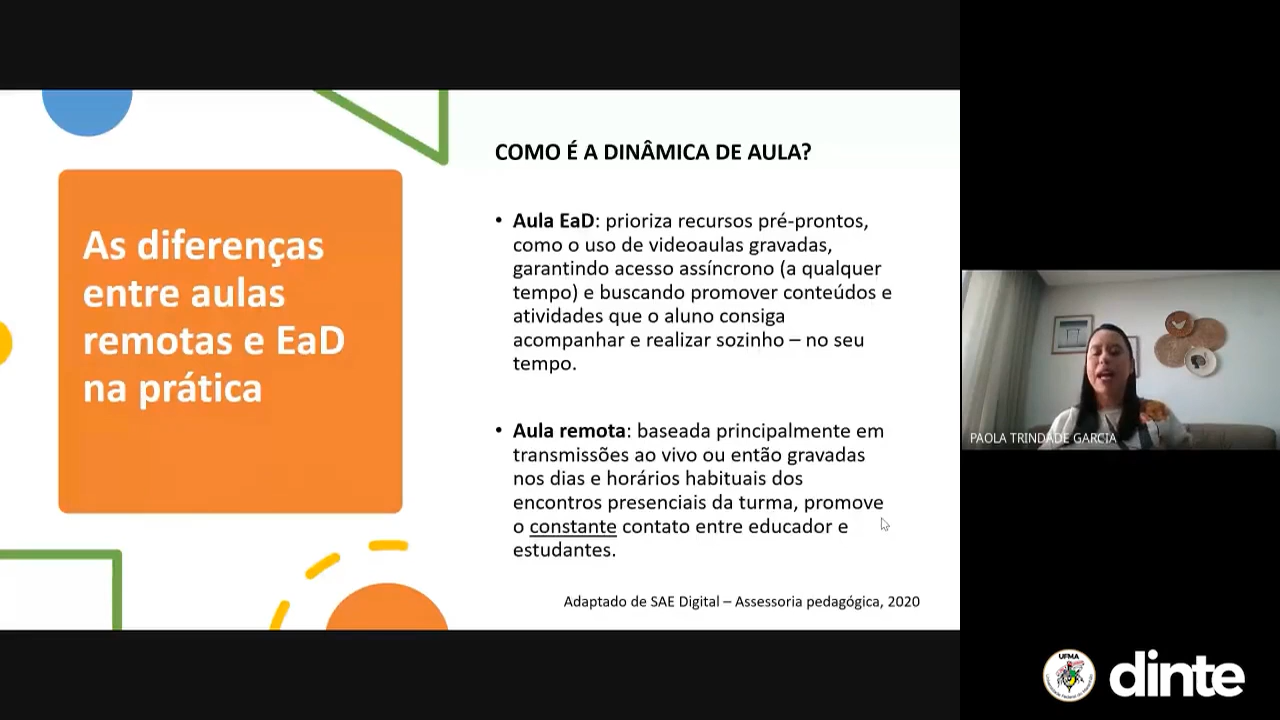 As diferenças
entre aulas
remotas e EaD
na prática
COMO É A DINÂMICA DE AULA?
• Aula EaD: prioriza recursos pré-prontos,
como o uso de videoaulas gravadas,
garantindo acesso assíncrono (a qualquer
tempo) e buscando promover conteúdos e
atividades que o aluno consiga
acompanhar e realizar sozinho – no seu
tempo.
• Aula remota: baseada principalmente em
transmissões ao vivo ou então gravadas
nos dias e horários habituais dos
encontros presenciais da turma, promove
o constante contato entre educador e
estudantes.
Adaptado de SAE Digital – Assessoria pedagógica, 2020
PAOLA TRINDADE GARCIA
UFMA
dinte